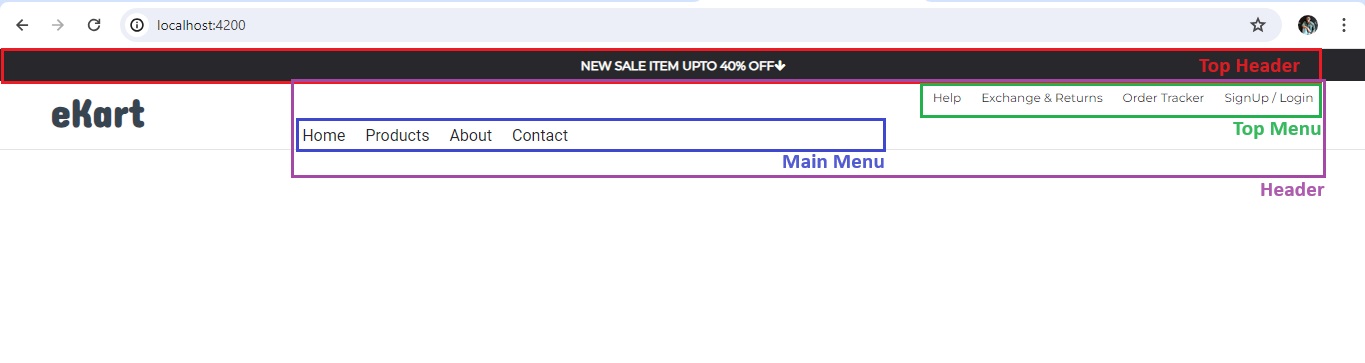 localhost:4200
NEW SALE ITEM UPTO 40% OFF↓
Top Header
eKart
Help Exchange & Returns Order Tracker SignUp / Login
Top Menu
Home Products About Contact
Main Menu
Header